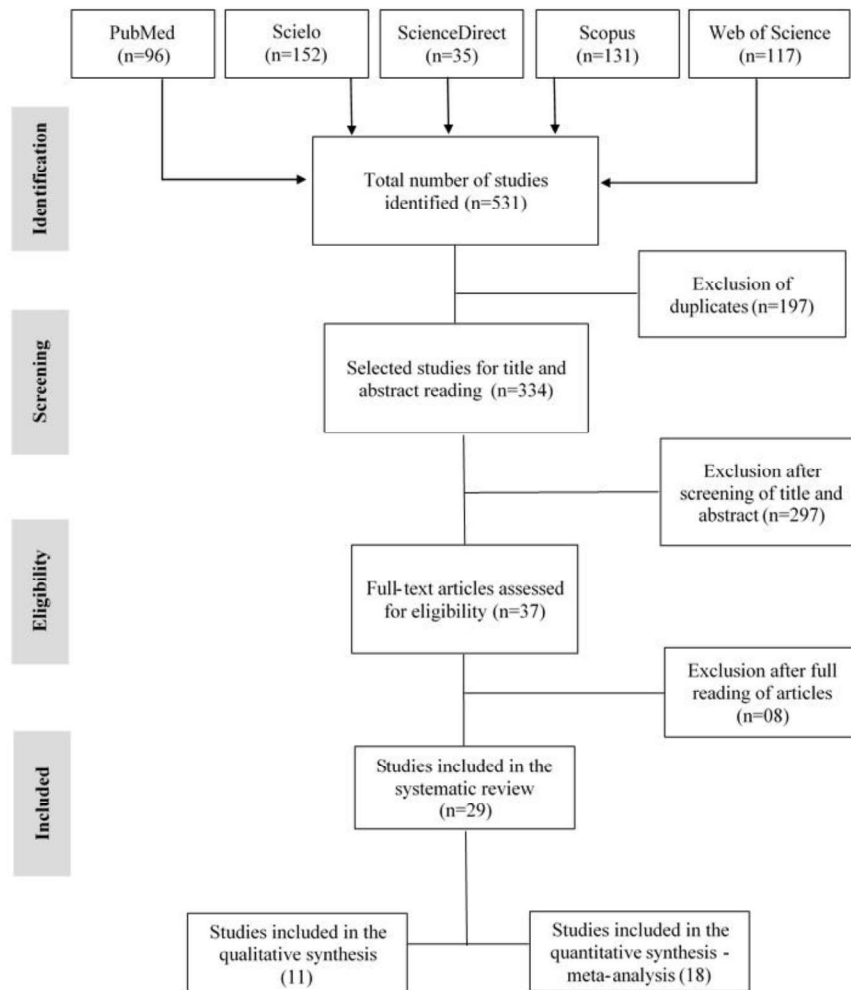 PubMed
(n=96)
Scielo
(n=152)
ScienceDirect
(n=35)
Scopus
(n=131)
Web of Science
(n=117)
Identification
Total number of studies
identified (n=531)
Exclusion of
duplicates (n=197)
Screening
Selected studies for title and
abstract reading (n=334)
Exclusion after
screening of title and
abstract (n=297)
Eligibility
Full-text articles assessed
for eligibility (n=37)
Exclusion after full
reading of articles
(n=08)
Included
Studies included in the
systematic review
(n=29)
Studies included in the
qualitative synthesis
(11)
Studies included in the
quantitative synthesis -
meta-analysis (18)